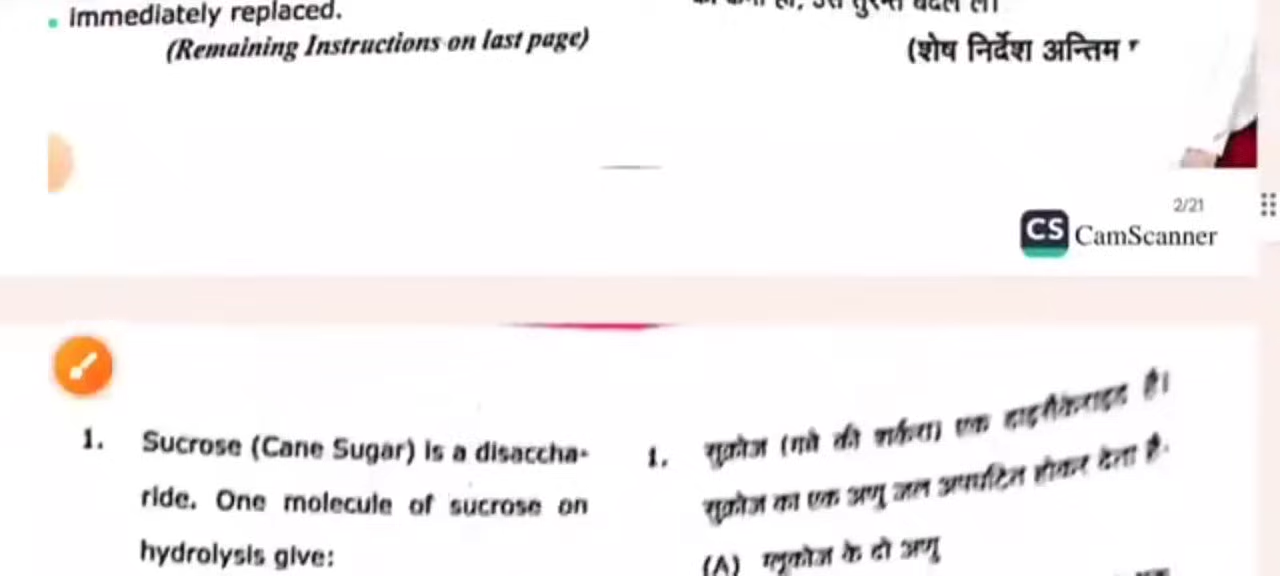 immediately replaced.
(Remaining Instructions on last page)
(शेष निर्देश अन्तिम
2/21
CS CamScanner
1. Sucrose (Cane Sugar) is a disaccha-
ride. One molecule of sucrose on
hydrolysis give:
1. सुक्रोज (गन्ने की शर्करा) एक डाइसैकेराइड है।
सुक्रोज का एक अणु जल अपघटित होकर देता है-
(A) ग्लूकोज के दो अणु